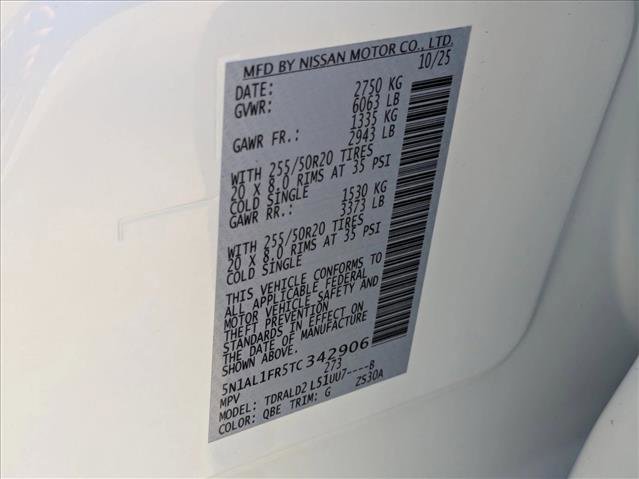 MFD BY NISSAN MOTOR CO., LTD.
DATE: 10/25
GVWR: 2750 KG
6063 LB
GAWR FR.: 1335 KG
2943 LB
WITH 255/50R20 TIRES
20 X 8.0 RIMS AT 35 PSI
COLD SINGLE
GAWR RR.: 1530 KG
3373 LB
WITH 255/50R20 TIRES
20 X 8.0 RIMS AT 35 PSI
COLD SINGLE
THIS VEHICLE CONFORMS TO
ALL APPLICABLE FEDERAL
MOTOR VEHICLE SAFETY AND
THEFT PREVENTION
STANDARDS IN EFFECT ON
THE DATE OF MANUFACTURE
5N1AL1FR5TC342906
MPV 273
MODEL: TDRALD2 L51UU7----B
COLOR: QBE TRIM: G ZS30A